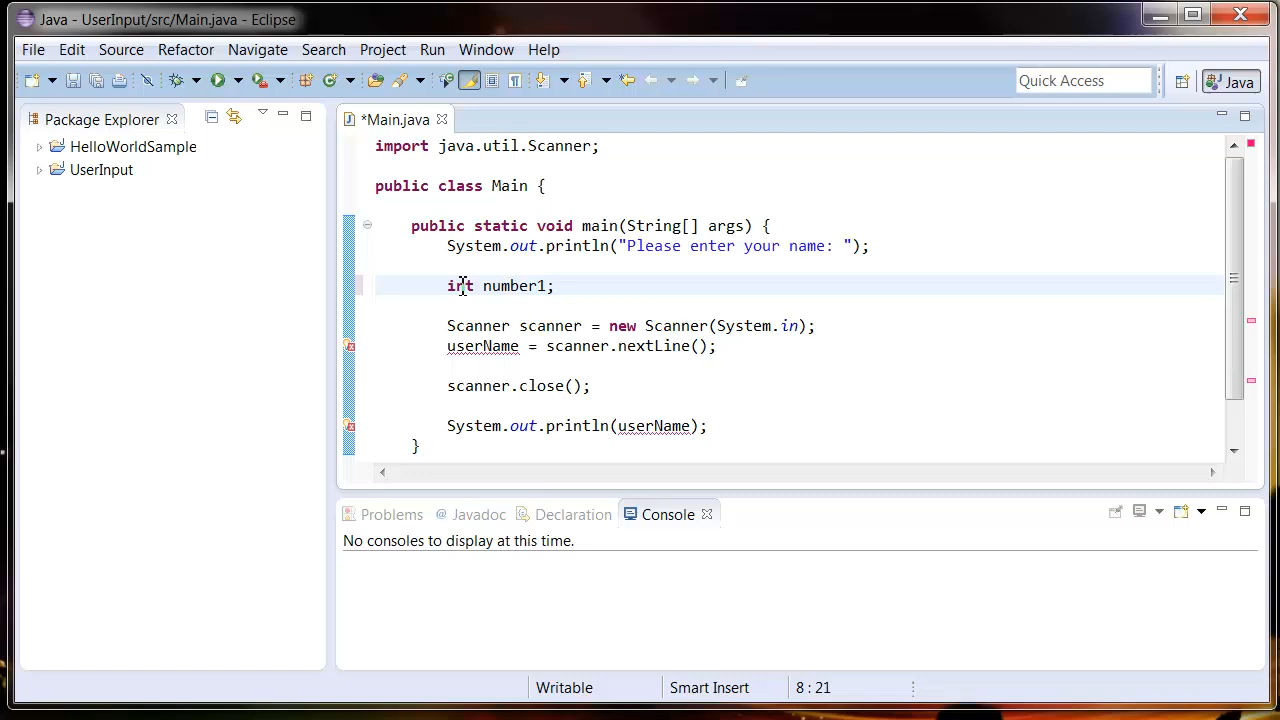 Java - UserInput/src/Main.java - Eclipse
File Edit Source Refactor Navigate Search Project Run Window Help
Quick Access Java
Package Explorer
HelloWorldSample
UserInput
*Main.java
import java.util.Scanner;
public class Main {
public static void main(String[] args) {
System.out.println("Please enter your name: ");
int number1;
Scanner scanner = new Scanner(System.in);
userName = scanner.nextLine();
scanner.close();
System.out.println(userName);
}
Problems @ Javadoc Declaration Console
No consoles to display at this time.
Writable Smart Insert 8 : 21